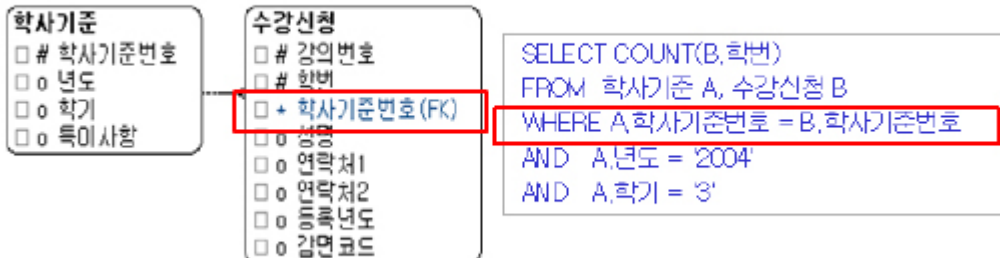 학사기준
□ # 학사기준번호
□ o 년도
□ o 학기
□ o 특이사항
수강신청
□ # 강의번호
□ # 학번
□ * 학사기준번호(FK)
□ o 성명
□ o 연락처1
□ o 연락처2
□ o 등록년도
□ o 감면코드
SELECT COUNT(B.학번)
FROM 학사기준 A, 수강신청 B
WHERE A.학사기준번호 = B.학사기준번호
AND A.년도 = '2004'
AND A.학기 = '3'